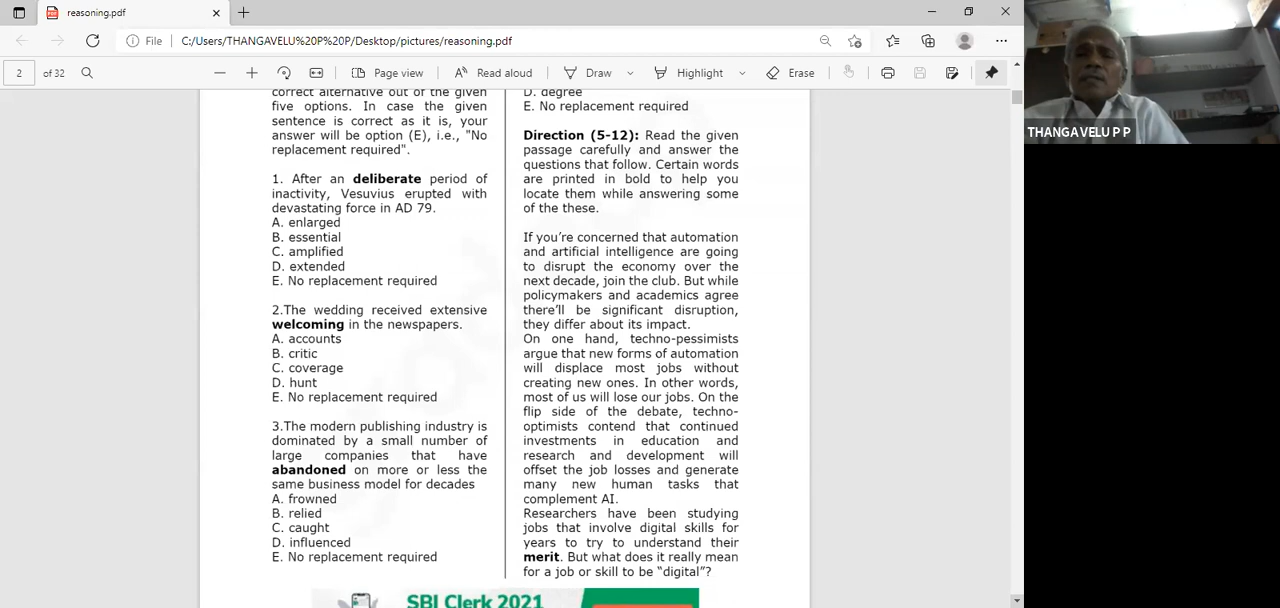 reasoning.pdf
File
C:/Users/THANGAVELU%20P%20P/Desktop/pictures/reasoning.pdf
2
of 32
Page view
Read aloud
Draw
Highlight
Erase
THANGAVELU P P
correct alternative out of the given
five options. In case the given
sentence is correct as it is, your
answer will be option (E), i.e., "No
replacement required".
1. After an deliberate period of
inactivity, Vesuvius erupted with
devastating force in AD 79.
A. enlarged
B. essential
C. amplified
D. extended
E. No replacement required
2.The wedding received extensive
welcoming in the newspapers.
A. accounts
B. critic
C. coverage
D. hunt
E. No replacement required
3.The modern publishing industry is
dominated by a small number of
large companies that have
abandoned on more or less the
same business model for decades
A. frowned
B. relied
C. caught
D. influenced
E. No replacement required
D. degree
E. No replacement required
Direction (5-12): Read the given
passage carefully and answer the
questions that follow. Certain words
are printed in bold to help you
locate them while answering some
of the these.
If you’re concerned that automation
and artificial intelligence are going
to disrupt the economy over the
next decade, join the club. But while
policymakers and academics agree
there’ll be significant disruption,
they differ about its impact.
On one hand, techno-pessimists
argue that new forms of automation
will displace most jobs without
creating new ones. In other words,
most of us will lose our jobs. On the
flip side of the debate, techno-
optimists contend that continued
investments in education and
research and development will
offset the job losses and generate
many new human tasks that
complement AI.
Researchers have been studying
jobs that involve digital skills for
years to try to understand their
merit. But what does it really mean
for a job or skill to be “digital”?
SBI Clerk 2021